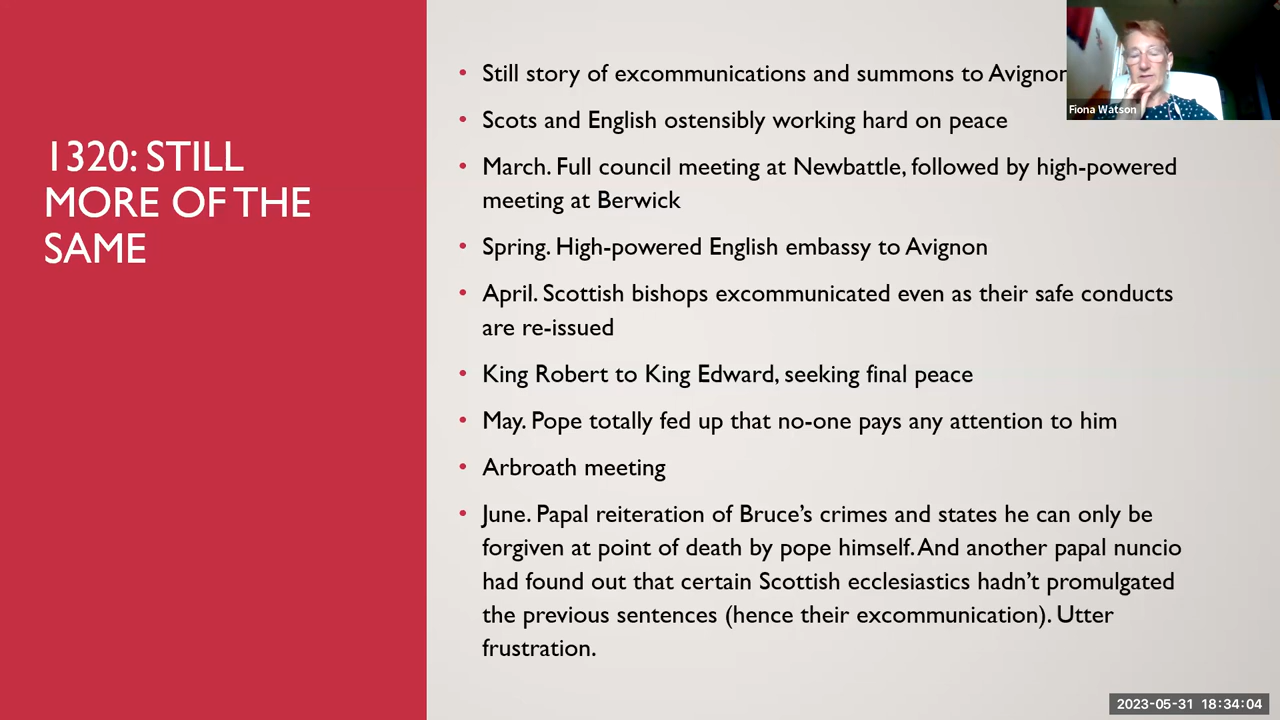 1320: STILL
MORE OF THE
SAME
• Still story of excommunications and summons to Avignon
• Scots and English ostensibly working hard on peace
• March. Full council meeting at Newbattle, followed by high-powered
meeting at Berwick
• Spring. High-powered English embassy to Avignon
• April. Scottish bishops excommunicated even as their safe conducts
are re-issued
• King Robert to King Edward, seeking final peace
• May. Pope totally fed up that no-one pays any attention to him
• Arbroath meeting
• June. Papal reiteration of Bruce’s crimes and states he can only be
forgiven at point of death by pope himself. And another papal nuncio
had found out that certain Scottish ecclesiastics hadn’t promulgated
the previous sentences (hence their excommunication). Utter
frustration.
Fiona Watson
2023-05-31 18:34:04